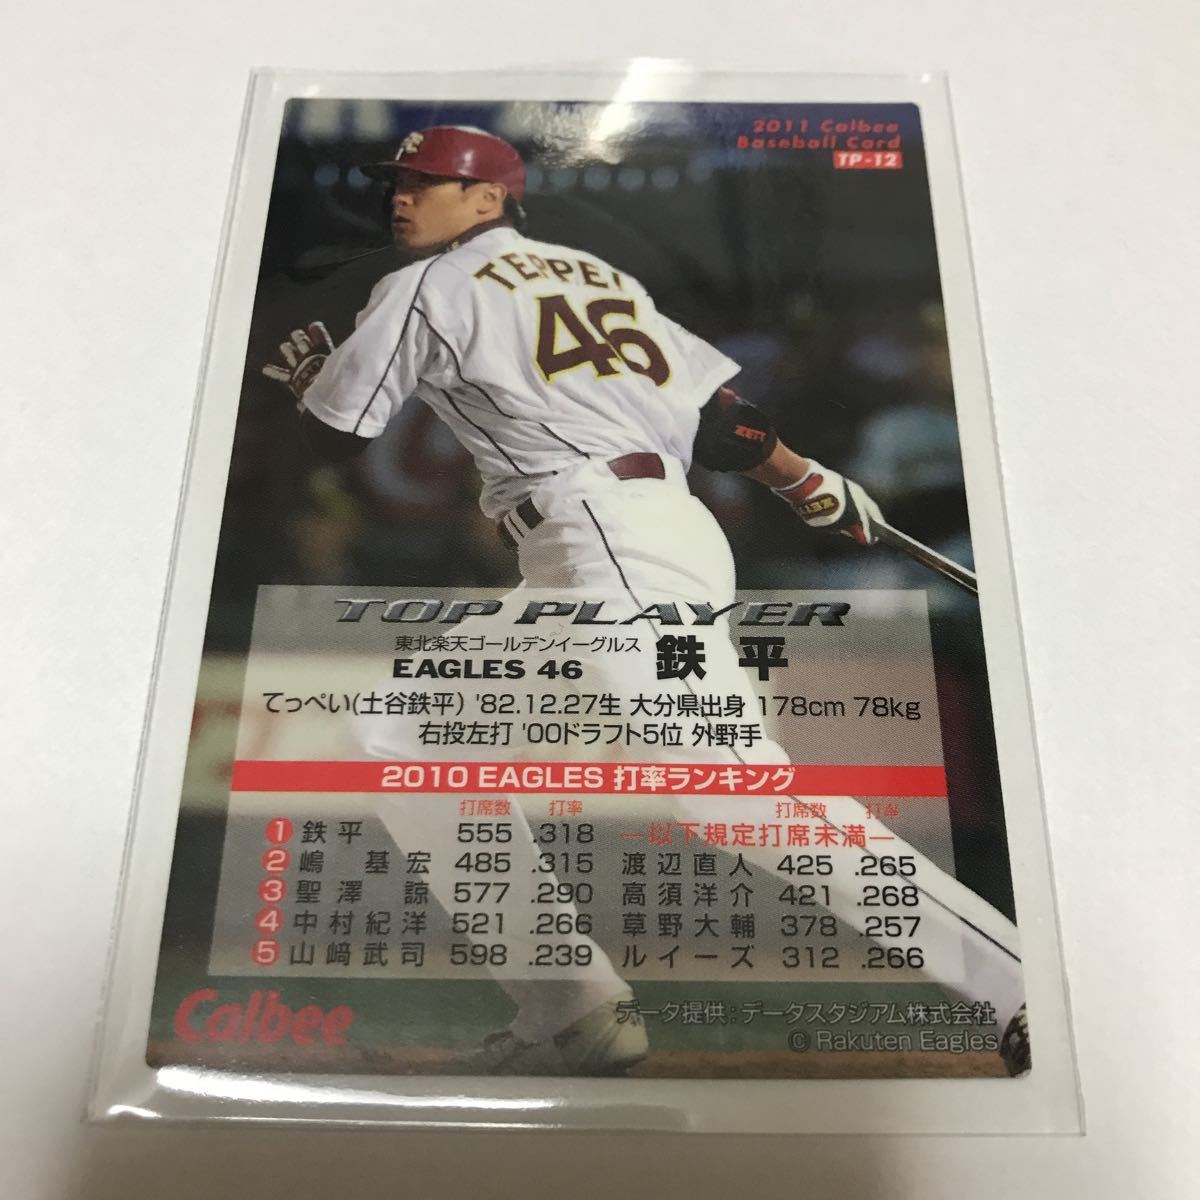 2011 Calbee
Baseball Card
TP-12
TEPPEI
46
ZETT
ZETT
TOP PLAYER
東北楽天ゴールデンイーグルス
EAGLES 46 鉄平
てっぺい(土谷鉄平) '82.12.27生 大分県出身 178cm 78kg
右投左打 '00ドラフト5位 外野手
2010 EAGLES 打率ランキング
打席数 打率 打席数 打率
1 鉄平 555 .318 ―以下規定打席未満―
2 嶋 基宏 485 .315 渡辺直人 425 .265
3 聖澤 諒 577 .290 高須洋介 421 .268
4 中村紀洋 521 .266 草野大輔 378 .257
5 山﨑武司 598 .239 ルイーズ 312 .266
Calbee
データ提供:データスタジアム株式会社
© Rakuten Eagles